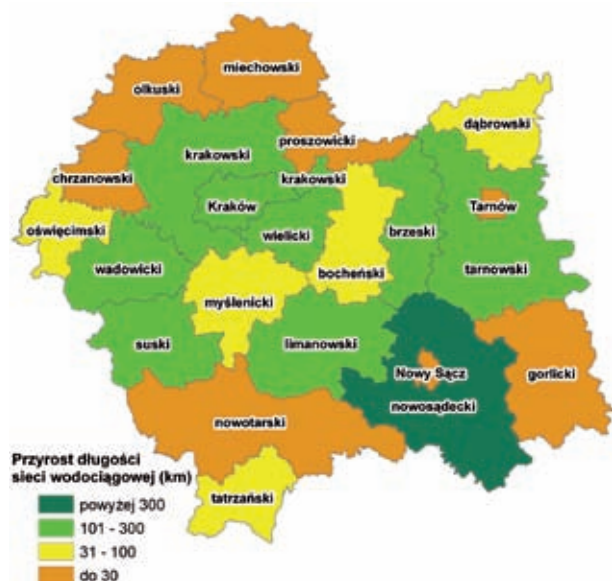 miechowski
olkuski
dąbrowski
proszowicki
krakowski
chrzanowski
krakowski
Kraków
Tarnów
oświęcimski
wielicki
brzeski
wadowicki
bocheński
tarnowski
myślenicki
suski
limanowski
Nowy Sącz
gorlicki
nowosądecki
nowotarski
Przyrost długości
sieci wodociągowej (km)
tatrzański
powyżej 300
101 - 300
31 - 100
do 30